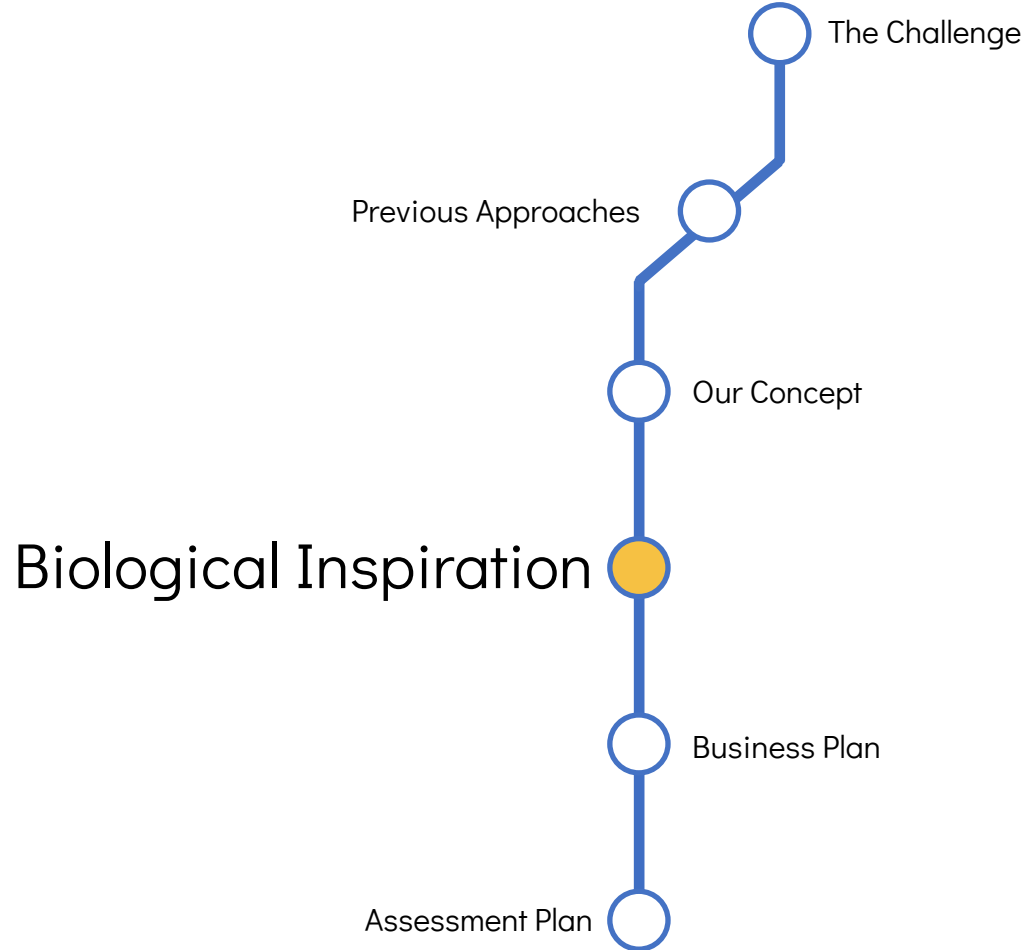 The Challenge
Previous Approaches
Our Concept
Biological Inspiration
Business Plan
Assessment Plan